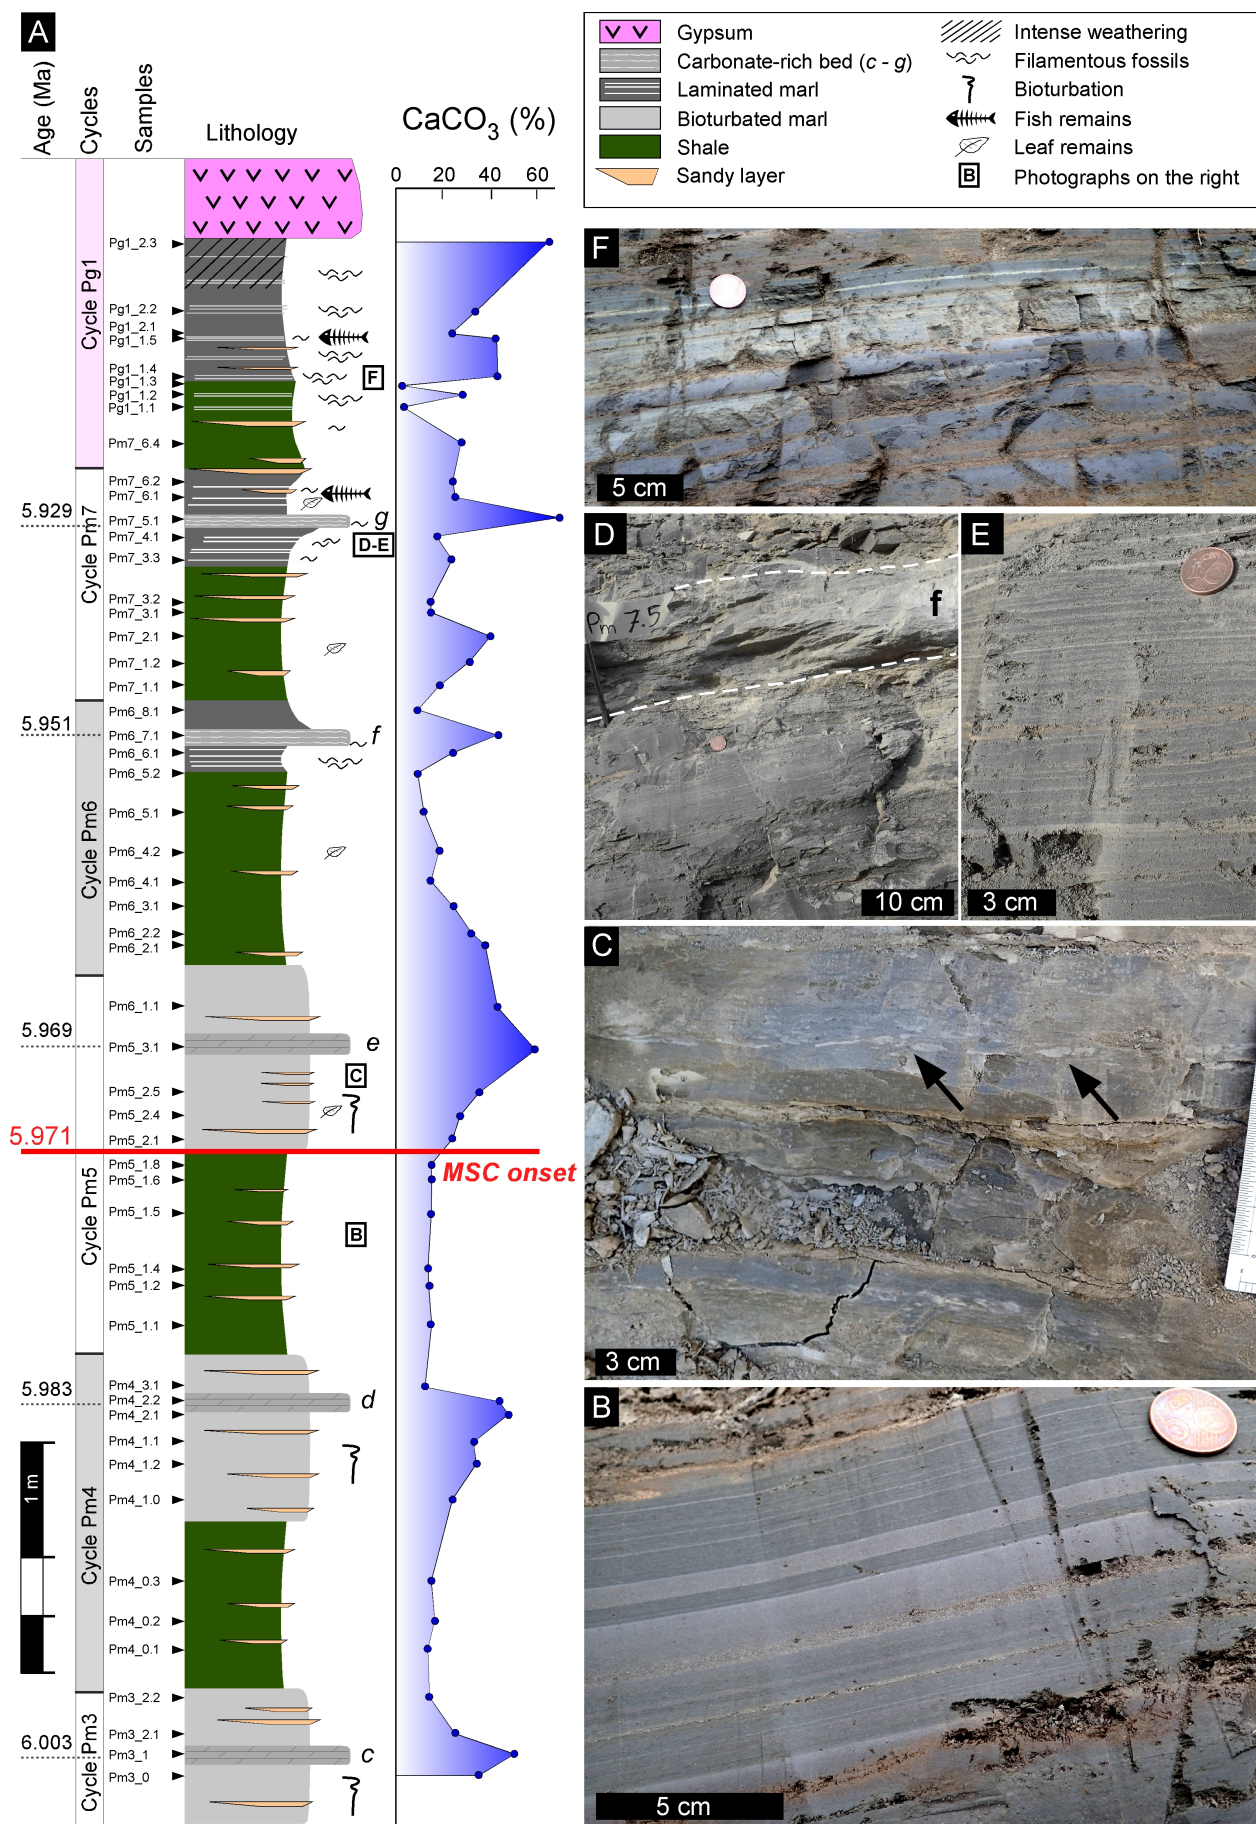 A
Age (Ma)
Cycles
Samples
Lithology
CaCO3 (%)
0 20 40 60
Gypsum
Carbonate-rich bed (c - g)
Laminated marl
Bioturbated marl
Shale
Sandy layer
Intense weathering
Filamentous fossils
Bioturbation
Fish remains
Leaf remains
B Photographs on the right
Cycle Pg1
Pg1_2.3
Pg1_2.2
Pg1_2.1
Pg1_1.5
Pg1_1.4
Pg1_1.3
F
Pg1_1.2
Pg1_1.1
Pm7_6.4
Cycle Pm7
Pm7_6.2
Pm7_6.1
5.929
Pm7_5.1
g
Pm7_4.1
D-E
Pm7_3.3
Pm7_3.2
Pm7_3.1
Pm7_2.1
Pm7_1.2
Pm7_1.1
Cycle Pm6
Pm6_8.1
5.951
Pm6_7.1
f
Pm6_6.1
Pm6_5.2
Pm6_5.1
Pm6_4.2
Pm6_4.1
Pm6_3.1
Pm6_2.2
Pm6_2.1
Cycle Pm5
Pm6_1.1
5.969
Pm5_3.1
e
C
Pm5_2.5
Pm5_2.4
5.971
Pm5_2.1
MSC onset
Pm5_1.8
Pm5_1.6
Pm5_1.5
B
Pm5_1.4
Pm5_1.2
Pm5_1.1
Cycle Pm4
Pm4_3.1
5.983
Pm4_2.2
d
Pm4_2.1
Pm4_1.1
Pm4_1.2
Pm4_1.0
1 m
Pm4_0.3
Pm4_0.2
Pm4_0.1
Cycle Pm3
Pm3_2.2
Pm3_2.1
6.003
Pm3_1
c
Pm3_0
F
5 cm
D
Pm 7.5
f
10 cm
E
3 cm
C
3 cm
B
5 cm